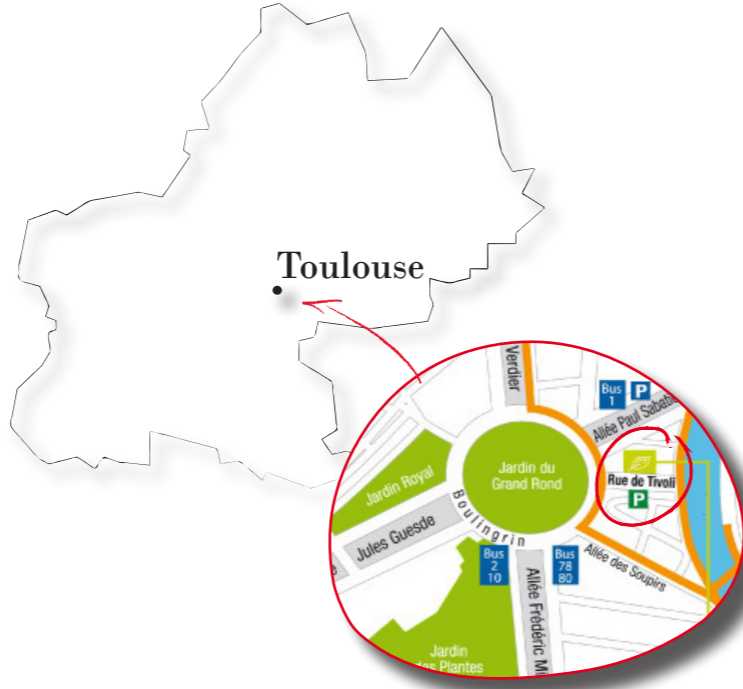 Toulouse
Verdier
Bus
1
P
Allée Paul Sabatie
Jardin du
Grand Rond
Rue de Tivoli
P
Jardin Royal
Boulingrin
Jules Guesde
Bus
2
10
Bus
78
80
Allée des Soupirs
Allée Frédéric Mi
Jardin
des Plantes